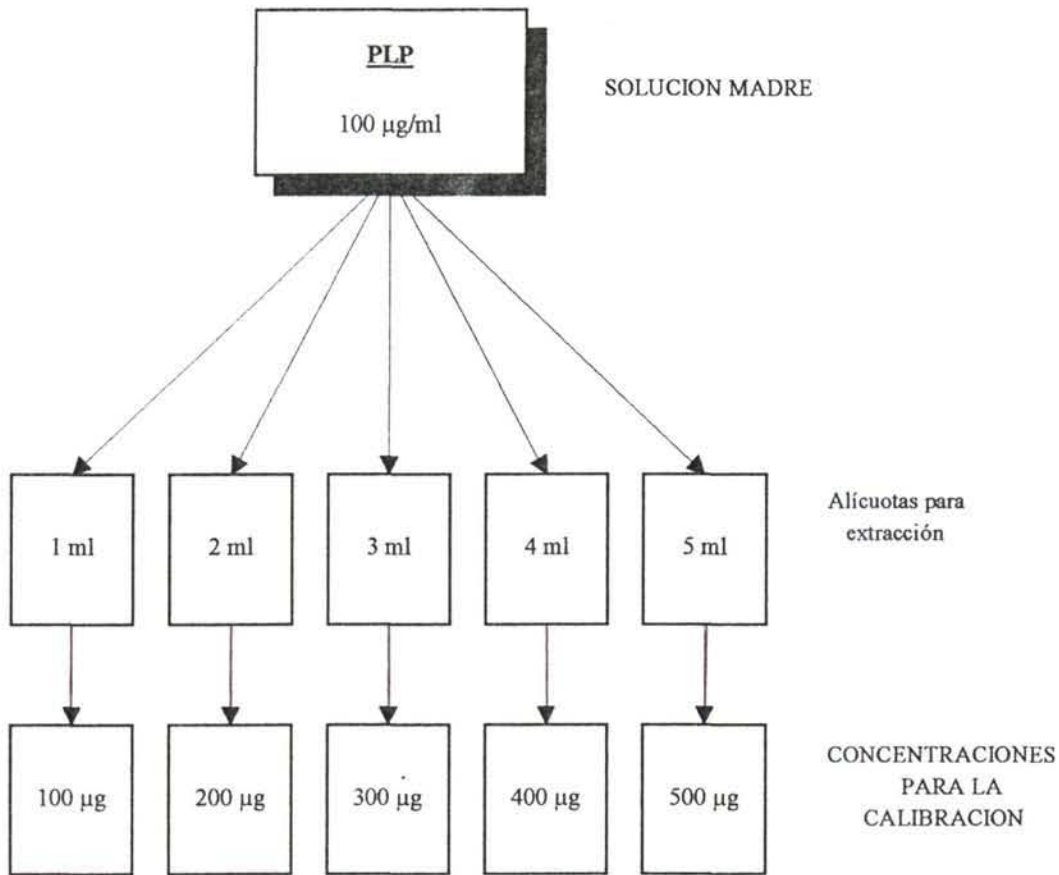 PLP
100 µg/ml
SOLUCION MADRE
1 ml
2 ml
3 ml
4 ml
5 ml
Alícuotas para
extracción
100 µg
200 µg
300 µg
400 µg
500 µg
CONCENTRACIONES
PARA LA
CALIBRACION